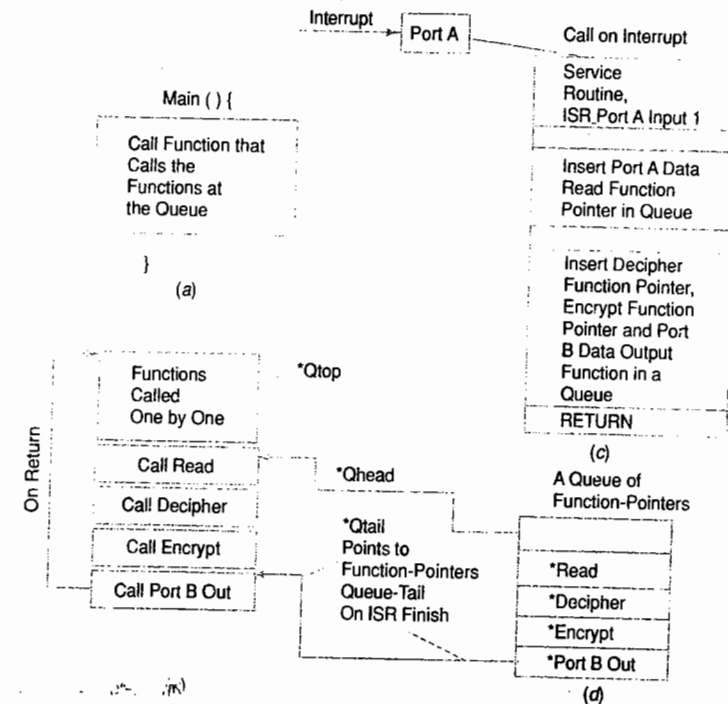 Interrupt
Port A
Call on Interrupt
Service
Routine,
ISR_Port A Input 1
Insert Port A Data
Read Function
Pointer in Queue
Insert Decipher
Function Pointer,
Encrypt Function
Pointer and Port
B Data Output
Function in a
Queue
RETURN
(c)
Main ( ) {
Call Function that
Calls the
Functions at
the Queue
}
(a)
On Return
Functions
Called
One by One
Call Read
Call Decipher
Call Encrypt
Call Port B Out
*Qtop
*Qhead
*Qtail
Points to
Function-Pointers
Queue-Tail
On ISR Finish
A Queue of
Function-Pointers
*Read
*Decipher
*Encrypt
*Port B Out
(d)